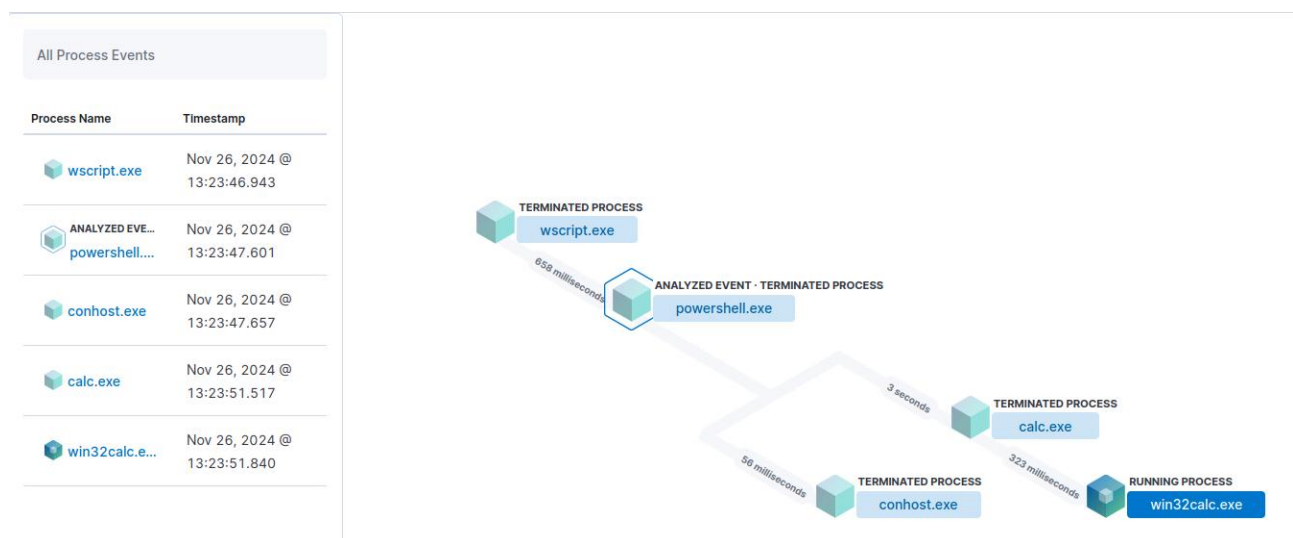 All Process Events
Process Name Timestamp
wscript.exe Nov 26, 2024 @
13:23:46.943
ANALYZED EVE... Nov 26, 2024 @
powershell.... 13:23:47.601
conhost.exe Nov 26, 2024 @
13:23:47.657
calc.exe Nov 26, 2024 @
13:23:51.517
win32calc.e... Nov 26, 2024 @
13:23:51.840
TERMINATED PROCESS
wscript.exe
658 milliseconds
ANALYZED EVENT · TERMINATED PROCESS
powershell.exe
3 seconds
TERMINATED PROCESS
calc.exe
56 milliseconds
TERMINATED PROCESS
conhost.exe
323 milliseconds
RUNNING PROCESS
win32calc.exe